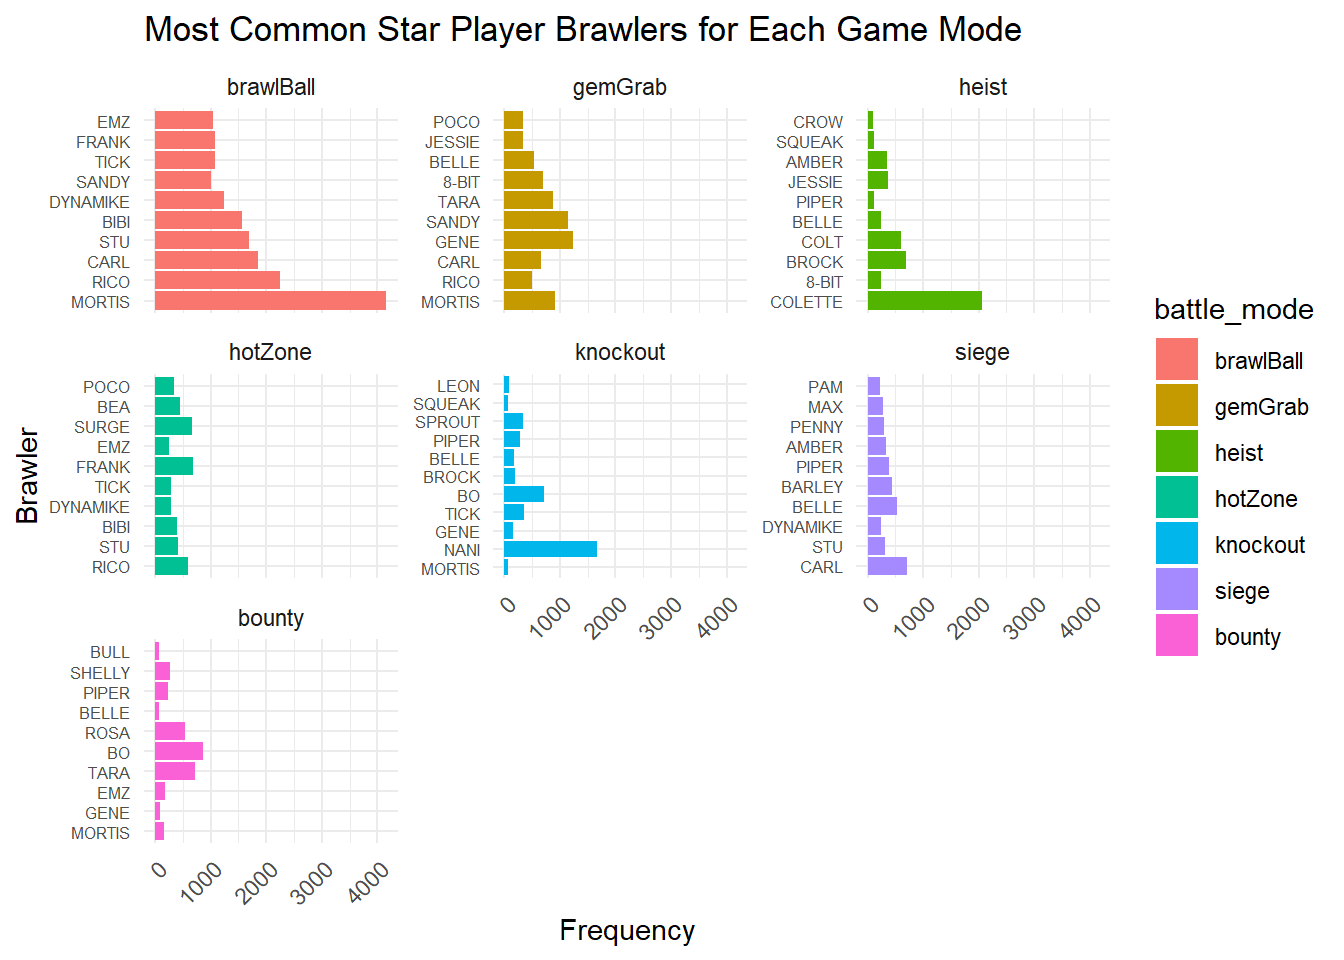 Most Common Star Player Brawlers for Each Game Mode
brawlBall
EMZ
FRANK
TICK
SANDY
DYNAMIKE
BIBI
STU
CARL
RICO
MORTIS
gemGrab
POCO
JESSIE
BELLE
8-BIT
TARA
SANDY
GENE
CARL
RICO
MORTIS
heist
CROW
SQUEAK
AMBER
JESSIE
PIPER
BELLE
COLT
BROCK
8-BIT
COLETTE
hotZone
POCO
BEA
SURGE
EMZ
FRANK
TICK
DYNAMIKE
BIBI
STU
RICO
knockout
LEON
SQUEAK
SPROUT
PIPER
BELLE
BROCK
BO
TICK
GENE
NANI
MORTIS
0 1000 2000 3000 4000
siege
PAM
MAX
PENNY
AMBER
PIPER
BARLEY
BELLE
DYNAMIKE
STU
CARL
0 1000 2000 3000 4000
bounty
BULL
SHELLY
PIPER
BELLE
ROSA
BO
TARA
EMZ
GENE
MORTIS
0 1000 2000 3000 4000
Brawler
Frequency
battle_mode
brawlBall
gemGrab
heist
hotZone
knockout
siege
bounty